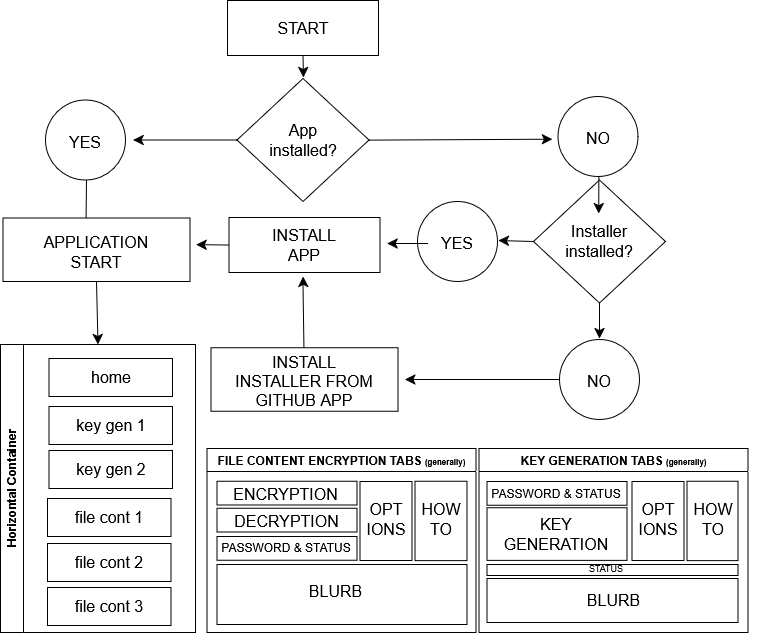 START
App
installed?
YES
NO
APPLICATION
START
INSTALL
APP
YES
Installer
installed?
INSTALL
INSTALLER FROM
GITHUB APP
NO
Horizontal Container
home
key gen 1
key gen 2
file cont 1
file cont 2
file cont 3
FILE CONTENT ENCRYPTION TABS (generally)
ENCRYPTION
DECRYPTION
PASSWORD & STATUS
OPT
IONS
HOW
TO
BLURB
KEY GENERATION TABS (generally)
PASSWORD & STATUS
KEY
GENERATION
OPT
IONS
HOW
TO
STATUS
BLURB